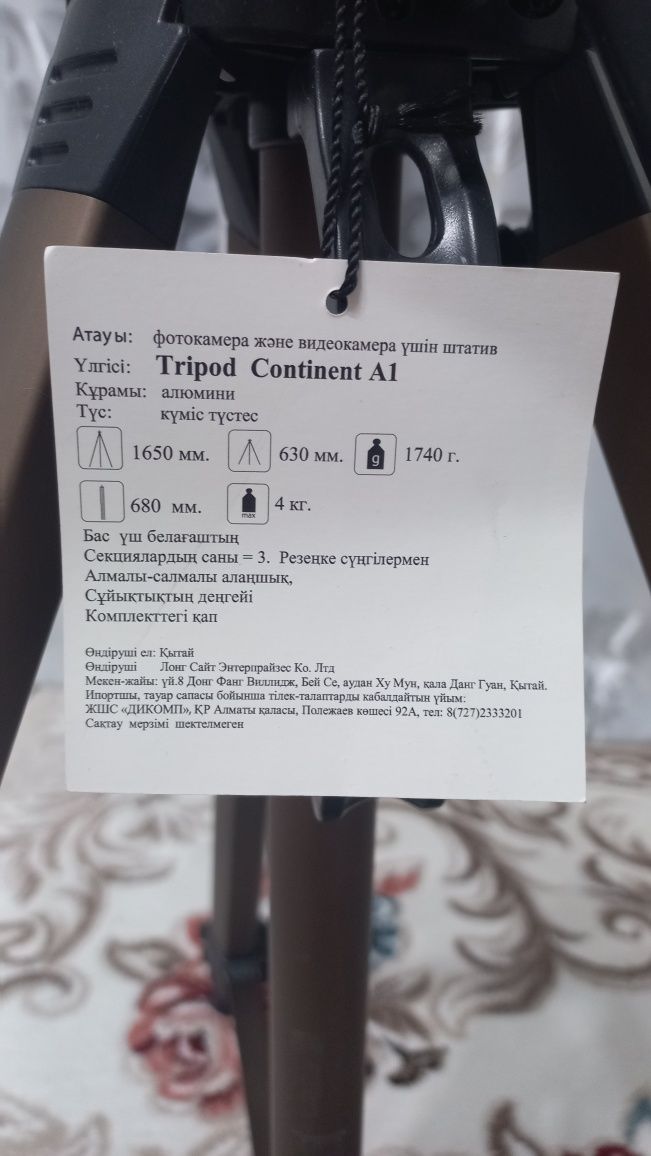 Атауы: фотокамера және видеокамера үшін штатив
Үлгісі: Tripod Continent A1
Құрамы: алюмини
Түс: күміс түстес
1650 мм. 630 мм. g 1740 г.
680 мм. max 4 кг.
Бас үш белағаштың
Секциялардың саны = 3. Резеңке сүңгілермен
Алмалы-салмалы алаңшық,
Сұйықтықтың деңгейі
Комплекттегі қап
Өндіруші ел: Қытай
Өндіруші Лонг Сайт Энтерпрайзес Ко. Лтд
Мекен-жайы: үй.8 Донг Фанг Виллидж, Бей Се, аудан Ху Мун, қала Данг Гуан, Қытай.
Ипортшы, тауар сапасы бойынша тілек-талаптарды кабалдайтын ұйым:
ЖШС «ДИКОМП», ҚР Алматы қаласы, Полежаев көшесі 92А, тел: 8(727)2333201
Сақтау мерзімі шектелмеген